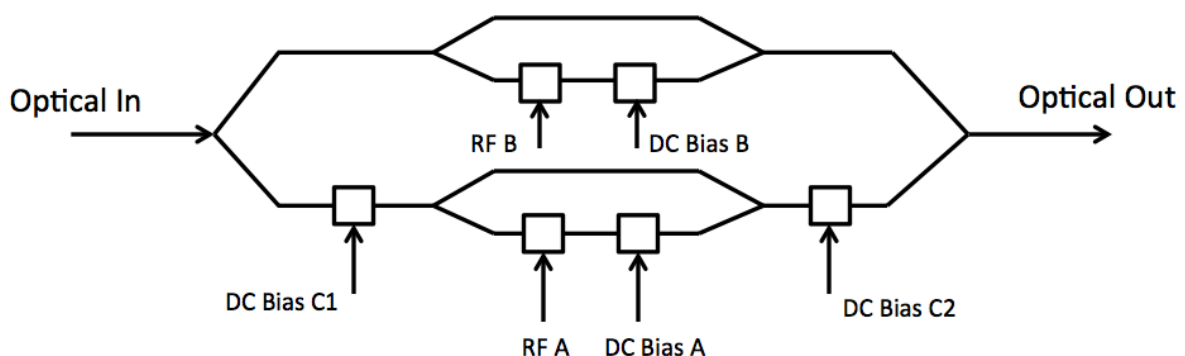 Optical In
Optical Out
RF B
DC Bias B
DC Bias C1
DC Bias C2
RF A
DC Bias A